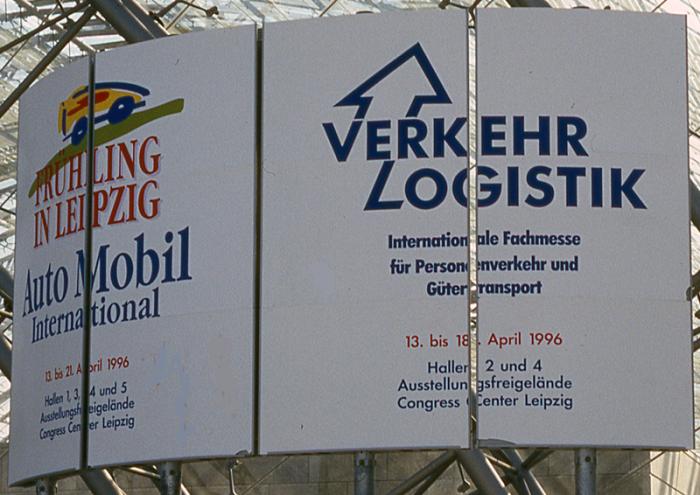 FRÜHLING
IN LEIPZIG
Auto Mobil
International
13. bis 21. April 1996
Hallen 1, 3, 4 und 5
Ausstellungsfreigelände
Congress Center Leipzig
VERKEHR
LOGISTIK
Internationale Fachmesse
für Personenverkehr und
Gütertransport
13. bis 18. April 1996
Hallen 2 und 4
Ausstellungsfreigelände
Congress Center Leipzig